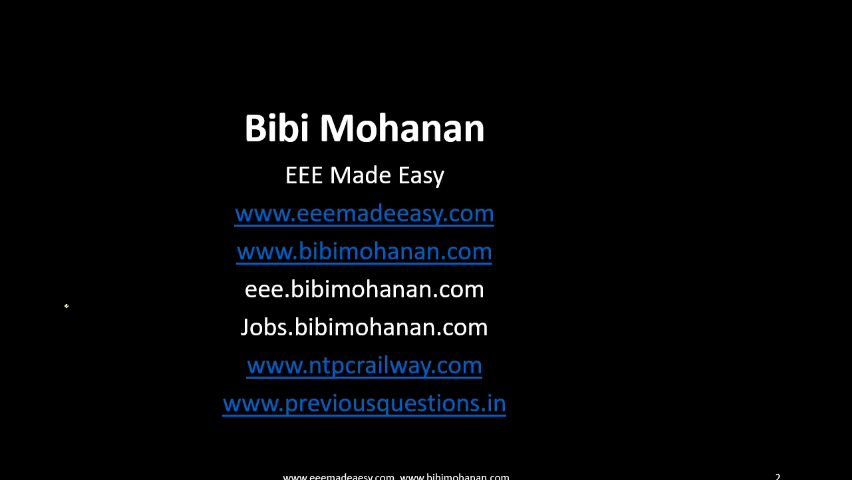 Bibi Mohanan
EEE Made Easy
www.eeemadeeasy.com
www.bibimohanan.com
eee.bibimohanan.com
Jobs.bibimohanan.com
www.ntpcrailway.com
www.previousquestions.in
www.eeemadeaesy.com, www.bibimohanan.com
2